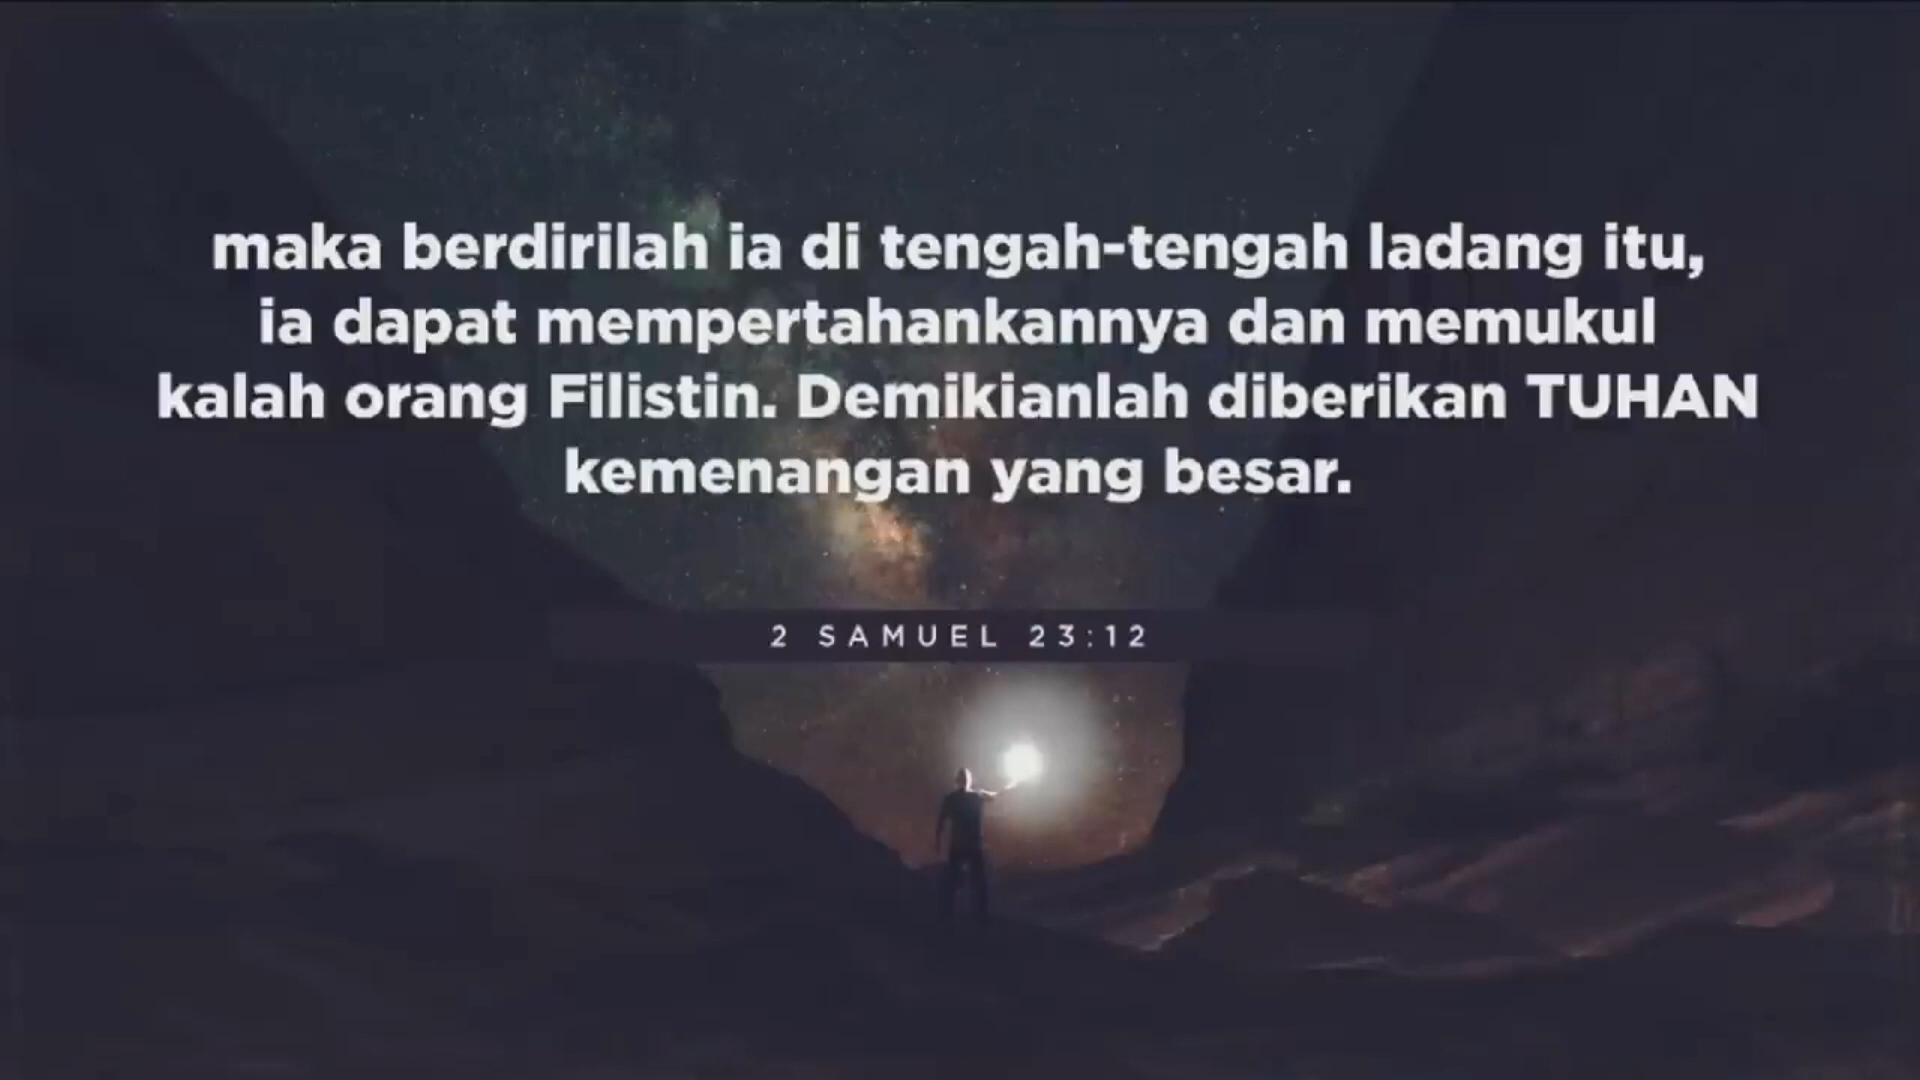 maka berdirilah ia di tengah-tengah ladang itu,
ia dapat mempertahankannya dan memukul
kalah orang Filistin. Demikianlah diberikan TUHAN
kemenangan yang besar.
2 SAMUEL 23:12